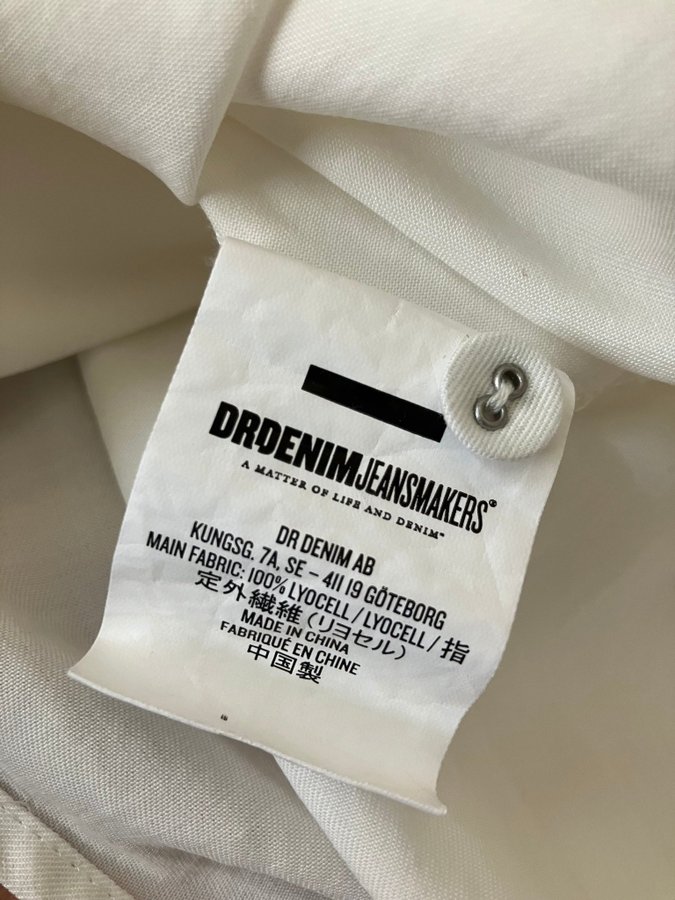 DRDENIMJEANSMAKERS®
A MATTER OF LIFE AND DENIM™
DR DENIM AB
KUNGSG. 7A, SE – 411 19 GÖTEBORG
MAIN FABRIC: 100% LYOCELL / LYOCELL / 指
定外繊維 (リヨセル)
MADE IN CHINA
FABRIQUÉ EN CHINE
中国製